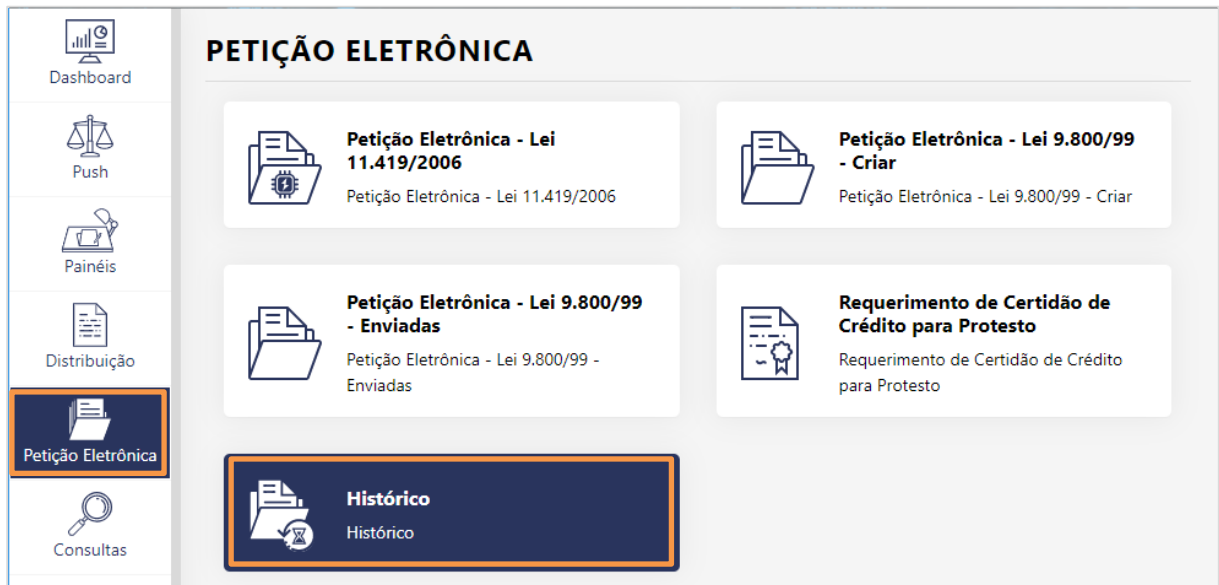 Dashboard
Push
Painéis
Distribuição
Petição Eletrônica
Consultas
PETIÇÃO ELETRÔNICA
Petição Eletrônica - Lei
11.419/2006
Petição Eletrônica - Lei 11.419/2006
Petição Eletrônica - Lei 9.800/99
- Criar
Petição Eletrônica - Lei 9.800/99 - Criar
Petição Eletrônica - Lei 9.800/99
- Enviadas
Petição Eletrônica - Lei 9.800/99 -
Enviadas
Requerimento de Certidão de
Crédito para Protesto
Requerimento de Certidão de Crédito
para Protesto
Histórico
Histórico